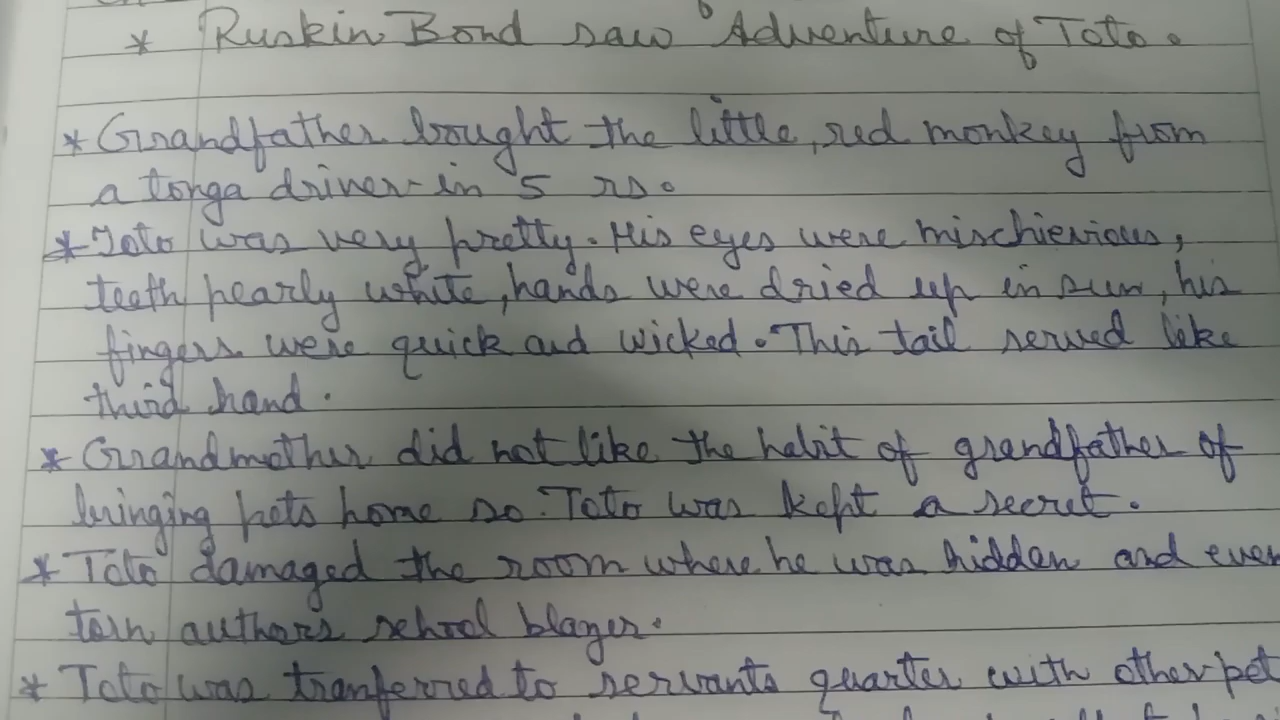 * Ruskin Bond saw Adventure of Toto.
* Grandfather bought the little, red monkey from
a tonga driver in 5 rs.
* Toto was very pretty. His eyes were mischievious,
teeth pearly white, hands were dried up in sun, his
fingers were quick and wicked. This tail served like
third hand.
* Grandmother did not like the habit of grandfather of
bringing pets home so Toto was kept a secret.
* Toto damaged the room where he was hidden and even
torn authors school blazer.
* Toto was tranferred to servants quarter with other pet